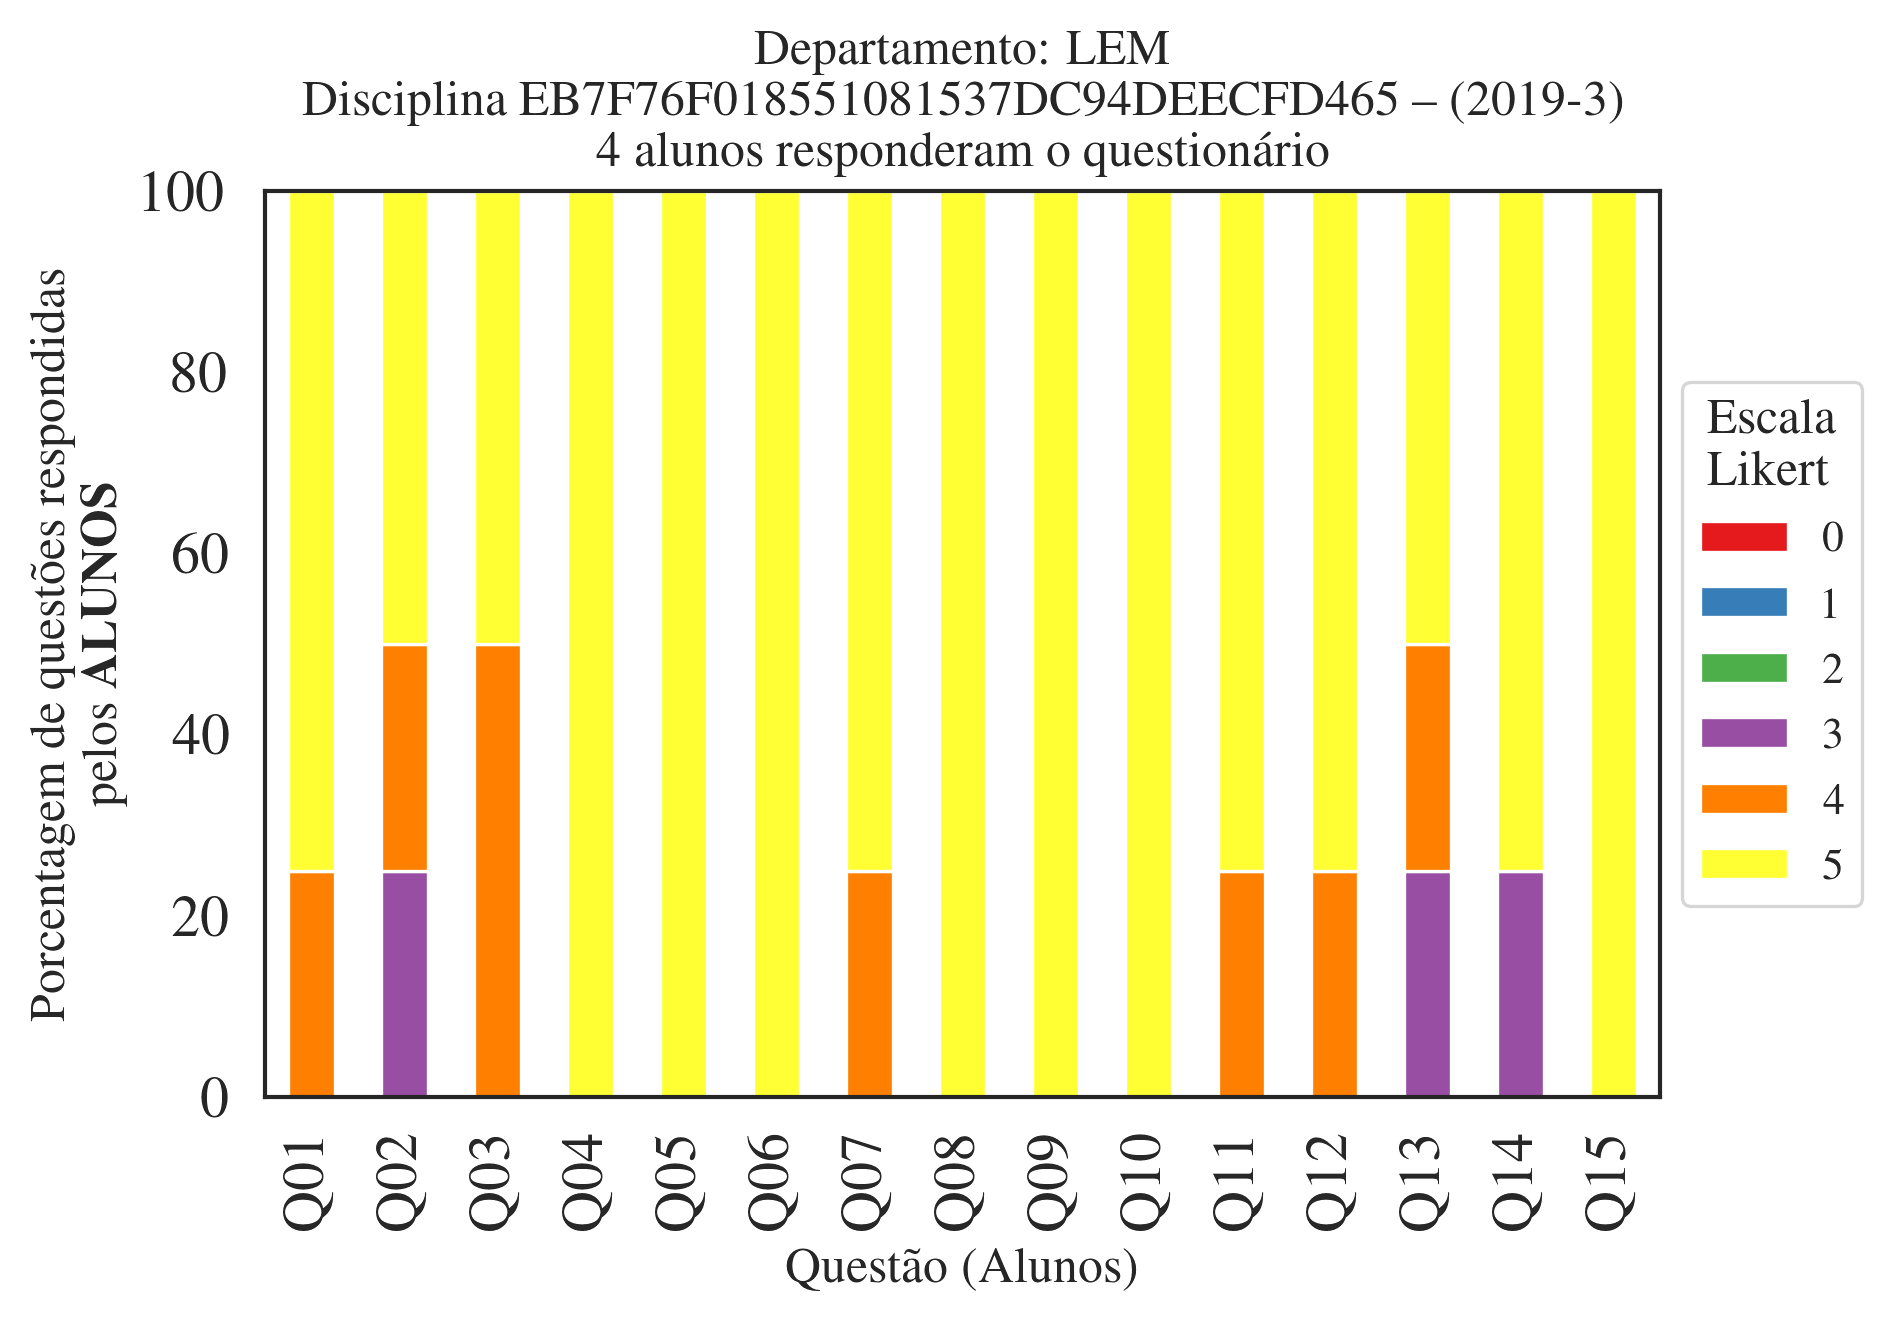 Departamento: LEM
Disciplina EB7F76F018551081537DC94DEECFD465 – (2019-3)
4 alunos responderam o questionário
Porcentagem de questões respondidas
pelos ALUNOS
100
80
60
40
20
0
Q01
Q02
Q03
Q04
Q05
Q06
Q07
Q08
Q09
Q10
Q11
Q12
Q13
Q14
Q15
Questão (Alunos)
Escala
Likert
0
1
2
3
4
5